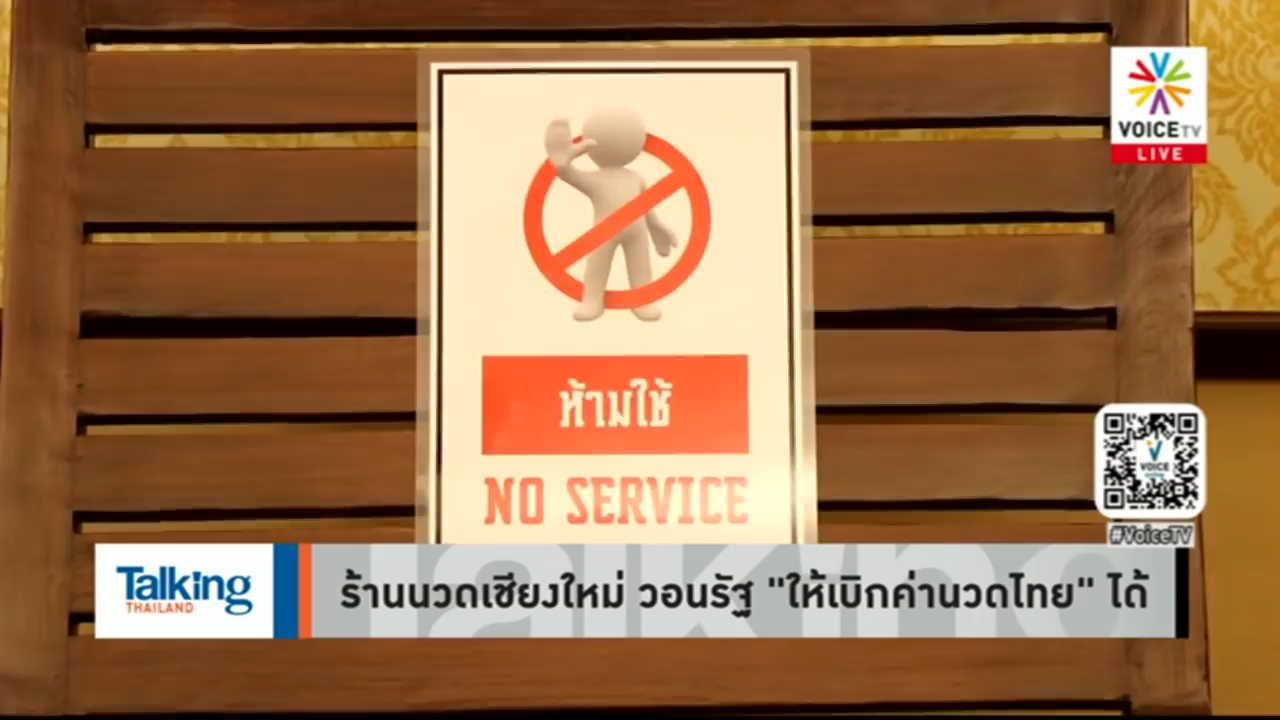 VOICE TV
LIVE
ห้ามใช้
NO SERVICE
VOICE
#VoiceTV
Talking
THAILAND
ร้านนวดเชียงใหม่ วอนรัฐ "ให้เบิกค่านวดไทย" ได้